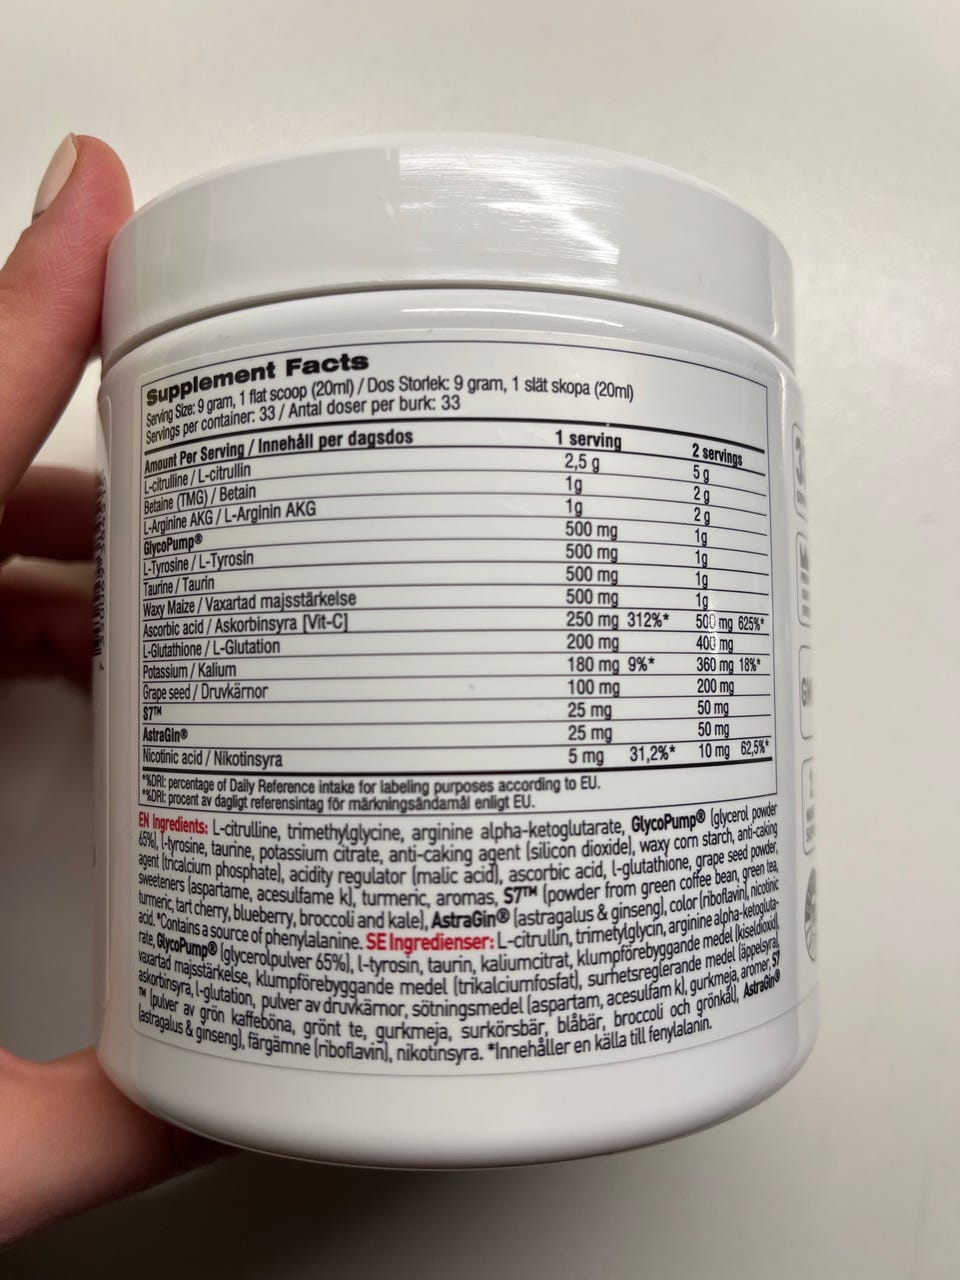 Supplement Facts
Serving Size: 9 gram, 1 flat scoop (20ml) / Dos Storlek: 9 gram, 1 slät skopa (20ml)
Servings per container: 33 / Antal doser per burk: 33
Amount Per Serving / Innehåll per dagsdos 1 serving 2 servings
L-citrulline / L-citrullin 2,5 g 5 g
Betaine (TMG) / Betain 1g 2 g
L-Arginine AKG / L-Arginin AKG 1g 2 g
GlycoPump® 500 mg 1g
L-Tyrosine / L-Tyrosin 500 mg 1g
Taurine / Taurin 500 mg 1g
Waxy Maize / Vaxartad majsstärkelse 500 mg 1g
Ascorbic acid / Askorbinsyra [Vit-C] 250 mg 312%* 500 mg 625%*
L-Glutathione / L-Glutation 200 mg 400 mg
Potassium / Kalium 180 mg 9%* 360 mg 18%*
Grape seed / Druvkärnor 100 mg 200 mg
S7™ 25 mg 50 mg
AstraGin® 25 mg 50 mg
Nicotinic acid / Nikotinsyra 5 mg 31,2%* 10 mg 62,5%*
*%DRI: percentage of Daily Reference intake for labeling purposes according to EU.
*%DRI: procent av dagligt referensintag för märkningsändamål enligt EU.
EN Ingredients: L-citrulline, trimethylglycine, arginine alpha-ketoglutarate, GlycoPump® (glycerol powder
65%), l-tyrosine, taurine, potassium citrate, anti-caking agent (silicon dioxide), waxy corn starch, anti-caking
agent (tricalcium phosphate), acidity regulator (malic acid), ascorbic acid, l-glutathione, grape seed powder,
sweeteners (aspartame, acesulfame k), turmeric, aromas, S7™ (powder from green coffee bean, green tea,
turmeric, tart cherry, blueberry, broccoli and kale), AstraGin® (astragalus & ginseng), color (riboflavin), nicotinic
acid. *Contains a source of phenylalanine. SE Ingredienser: L-citrullin, trimetylglycin, arginine alpha-ketogluta-
rate, GlycoPump® (glycerolpulver 65%), l-tyrosin, taurin, kaliumcitrat, klumpförebyggande medel (kiseldioxid),
vaxartad majsstärkelse, klumpförebyggande medel (trikalciumfosfat), surhetsreglerande medel (äppelsyra),
askorbinsyra, l-glutation, pulver av druvkärnor, sötningsmedel (aspartam, acesulfam k), gurkmeja, aromer, S7
™ (pulver av grön kaffeböna, grönt te, gurkmeja, surkörsbär, blåbär, broccoli och grönkål), AstraGin®
(astragalus & ginseng), färgämne (riboflavin), nikotinsyra. *Innehåller en källa till fenylalanin.